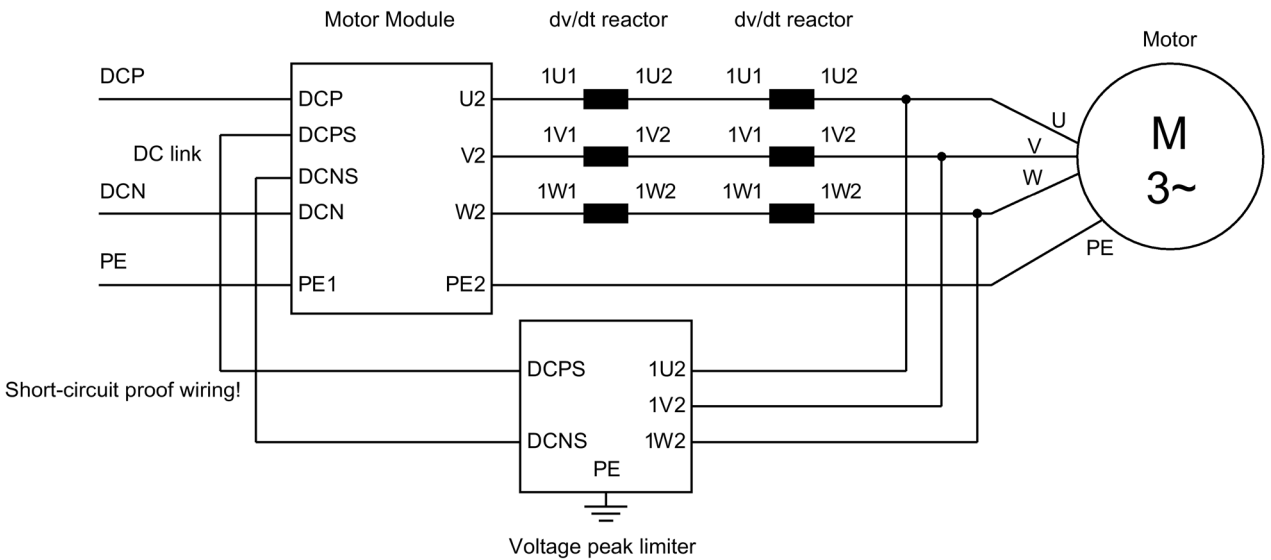 Motor Module dv/dt reactor dv/dt reactor
Motor
DCP 1U1 1U2 1U1 1U2
DCP U2
U
DCPS 1V1 1V2 1V1 1V2
M
DC link V2 V
3~
DCNS W
DCN 1W1 1W2 1W1 1W2
DCN W2
PE
PE
PE1 PE2
DCPS 1U2
Short-circuit proof wiring!
1V2
DCNS 1W2
PE
Voltage peak limiter